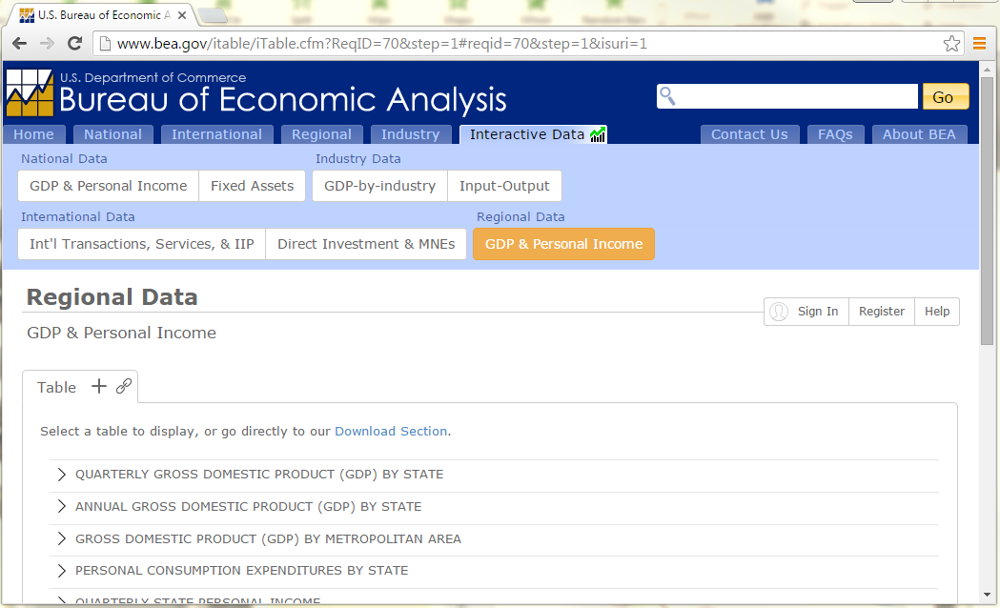 U.S. Bureau of Economic A
www.bea.gov/itable/iTable.cfm?ReqID=70&step=1#reqid=70&step=1&isuri=1
U.S. Department of Commerce
Bureau of Economic Analysis
Go
Home National International Regional Industry Interactive Data Contact Us FAQs About BEA
National Data Industry Data
GDP & Personal Income Fixed Assets GDP-by-industry Input-Output
International Data Regional Data
Int'l Transactions, Services, & IIP Direct Investment & MNEs GDP & Personal Income
Regional Data
Sign In Register Help
GDP & Personal Income
Table
Select a table to display, or go directly to our Download Section.
QUARTERLY GROSS DOMESTIC PRODUCT (GDP) BY STATE
ANNUAL GROSS DOMESTIC PRODUCT (GDP) BY STATE
GROSS DOMESTIC PRODUCT (GDP) BY METROPOLITAN AREA
PERSONAL CONSUMPTION EXPENDITURES BY STATE
QUARTERLY STATE PERSONAL INCOME